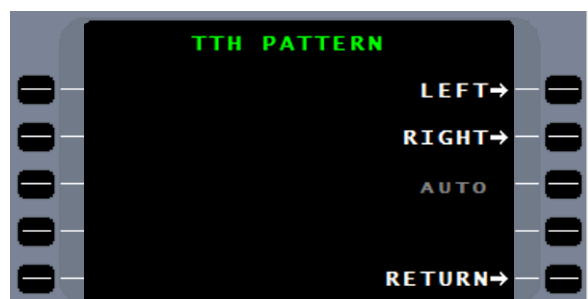 TTH PATTERN
LEFT→
RIGHT→
AUTO
RETURN→